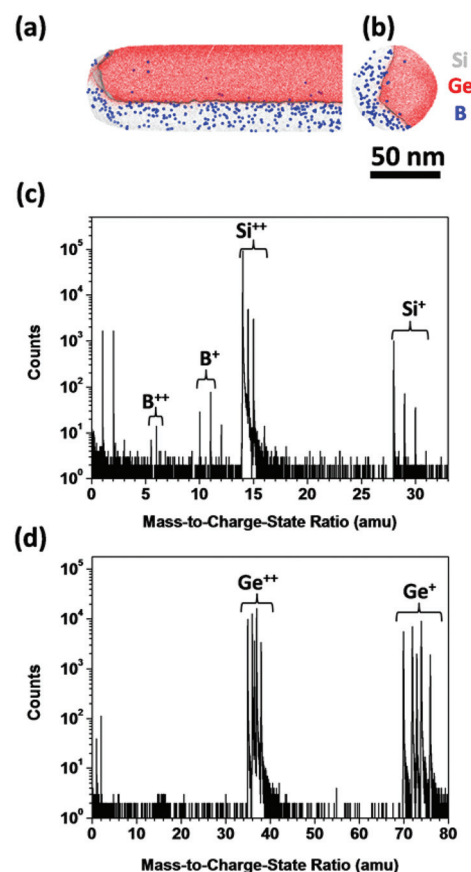 (a)
(b)
Si
Ge
B
50 nm
(c)
Counts
10⁵
10⁴
10³
10²
10¹
10⁰
B⁺⁺
B⁺
Si⁺⁺
Si⁺
0 5 10 15 20 25 30
Mass-to-Charge-State Ratio (amu)
(d)
Counts
10⁵
10⁴
10³
10²
10¹
10⁰
Ge⁺⁺
Ge⁺
0 10 20 30 40 50 60 70 80
Mass-to-Charge-State Ratio (amu)